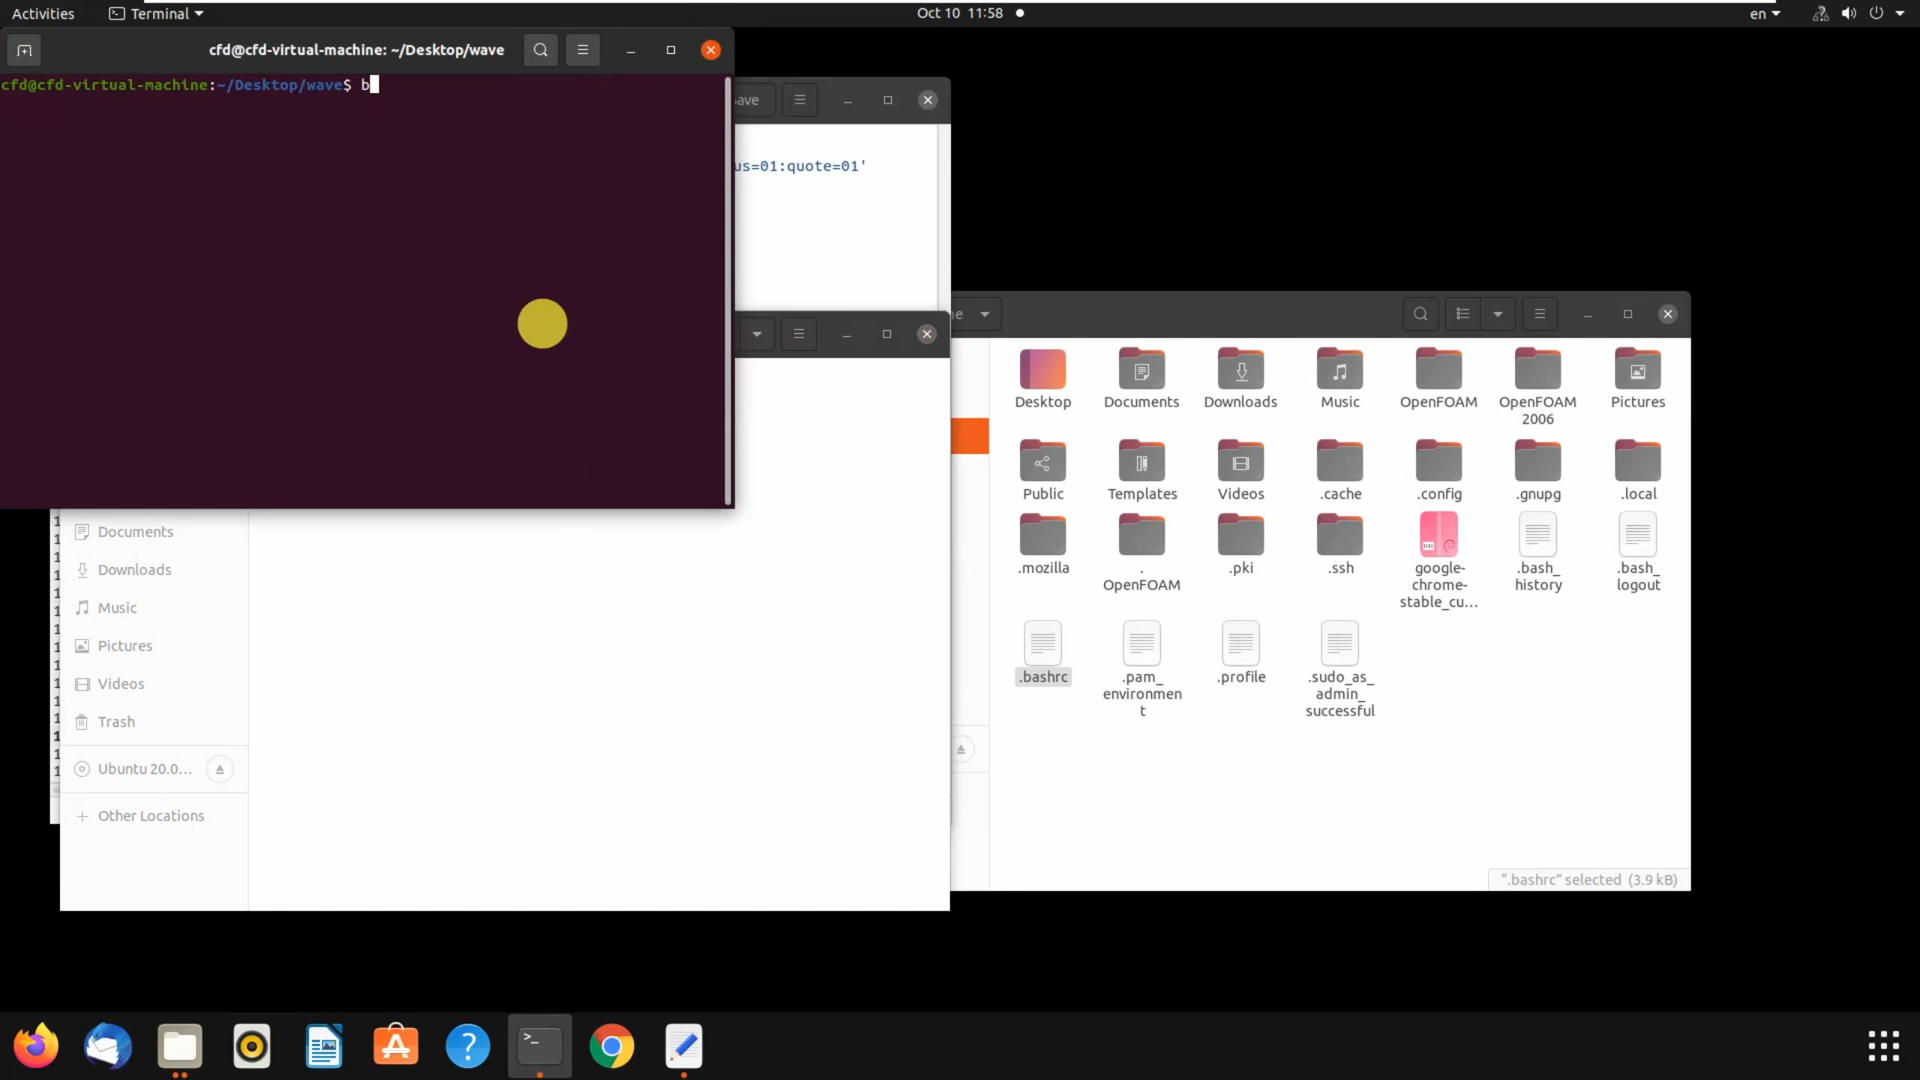 Activities
Terminal
Oct 10 11:58
en
cfd@cfd-virtual-machine: ~/Desktop/wave
cfd@cfd-virtual-machine:~/Desktop/wave$ b
ave
us=01:quote=01'
Documents
Downloads
Music
Pictures
Videos
Trash
Ubuntu 20.0...
Other Locations
Desktop
Documents
Downloads
Music
OpenFOAM
OpenFOAM
2006
Pictures
Public
Templates
Videos
.cache
.config
.gnupg
.local
.mozilla
.
OpenFOAM
.pki
.ssh
google-
chrome-
stable_cu...
.bash_
history
.bash_
logout
.bashrc
.pam_
environmen
t
.profile
.sudo_as_
admin_
successful
“.bashrc” selected (3.9 kB)